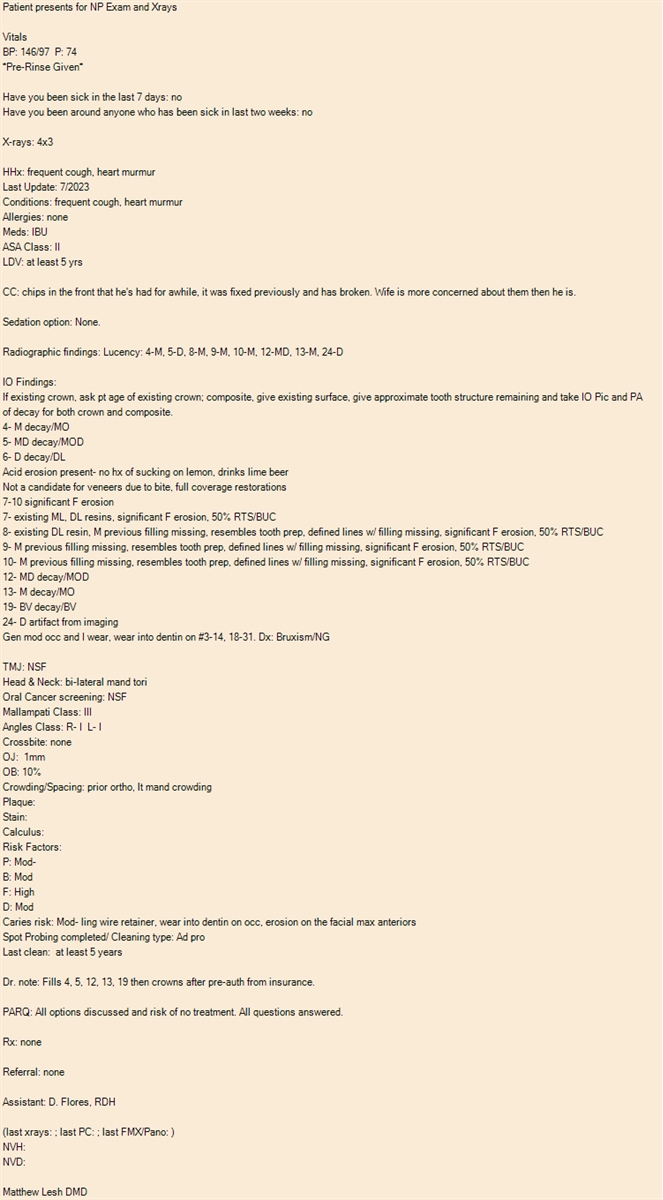 Patient presents for NP Exam and Xrays
Vitals
BP: 146/97 P: 74
*Pre-Rinse Given*
Have you been sick in the last 7 days: no
Have you been around anyone who has been sick in last two weeks: no
X-rays: 4x3
HHx: frequent cough, heart murmur
Last Update: 7/2023
Conditions: frequent cough, heart murmur
Allergies: none
Meds: IBU
ASA Class: II
LDV: at least 5 yrs
CC: chips in the front that he's had for awhile, it was fixed previously and has broken. Wife is more concerned about them then he is.
Sedation option: None.
Radiographic findings: Lucency: 4-M, 5-D, 8-M, 9-M, 10-M, 12-MD, 13-M, 24-D
IO Findings:
If existing crown, ask pt age of existing crown; composite, give existing surface, give approximate tooth structure remaining and take IO Pic and PA
of decay for both crown and composite.
4- M decay/MO
5- MD decay/MOD
6- D decay/DL
Acid erosion present- no hx of sucking on lemon, drinks lime beer
Not a candidate for veneers due to bite, full coverage restorations
7-10 significant F erosion
7- existing ML, DL resins, significant F erosion, 50% RTS/BUC
8- existing DL resin, M previous filling missing, resembles tooth prep, defined lines w/ filling missing, significant F erosion, 50% RTS/BUC
9- M previous filling missing, resembles tooth prep, defined lines w/ filling missing, significant F erosion, 50% RTS/BUC
10- M previous filling missing, resembles tooth prep, defined lines w/ filling missing, significant F erosion, 50% RTS/BUC
12- MD decay/MOD
13- M decay/MO
19- BV decay/BV
24- D artifact from imaging
Gen mod occ and I wear, wear into dentin on #3-14, 18-31. Dx: Bruxism/NG
TMJ: NSF
Head & Neck: bi-lateral mand tori
Oral Cancer screening: NSF
Mallampati Class: III
Angles Class: R- I L- I
Crossbite: none
OJ: 1mm
OB: 10%
Crowding/Spacing: prior ortho, lt mand crowding
Plaque:
Stain:
Calculus:
Risk Factors:
P: Mod-
B: Mod
F: High
D: Mod
Caries risk: Mod- ling wire retainer, wear into dentin on occ, erosion on the facial max anteriors
Spot Probing completed/ Cleaning type: Ad pro
Last clean: at least 5 years
Dr. note: Fills 4, 5, 12, 13, 19 then crowns after pre-auth from insurance.
PARQ: All options discussed and risk of no treatment. All questions answered.
Rx: none
Referral: none
Assistant: D. Flores, RDH
(last xrays: ; last PC: ; last FMX/Pano: )
NVH:
NVD:
Matthew Lesh DMD